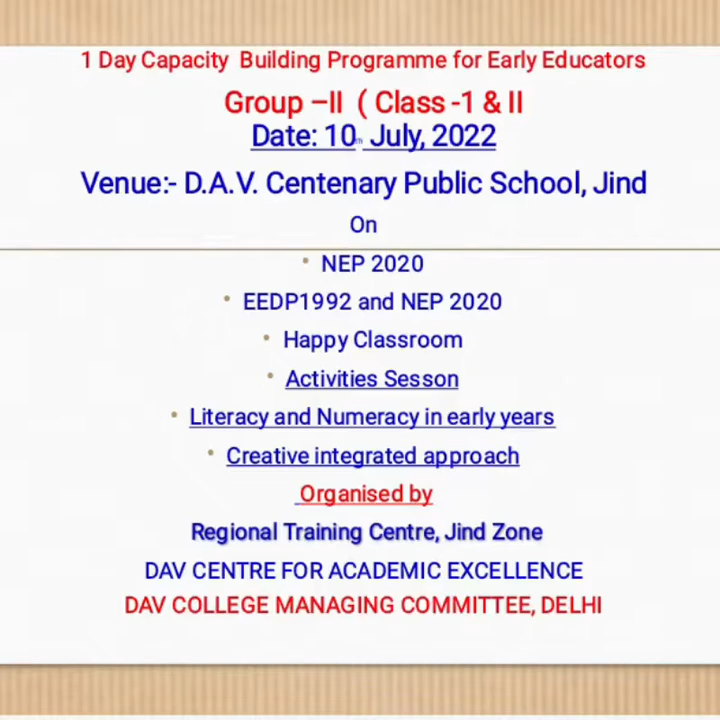 1 Day Capacity Building Programme for Early Educators
Group –II ( Class -1 & II
Date: 10th July, 2022
Venue:- D.A.V. Centenary Public School, Jind
On
• NEP 2020
• EEDP1992 and NEP 2020
• Happy Classroom
• Activities Sesson
• Literacy and Numeracy in early years
• Creative integrated approach
Organised by
Regional Training Centre, Jind Zone
DAV CENTRE FOR ACADEMIC EXCELLENCE
DAV COLLEGE MANAGING COMMITTEE, DELHI